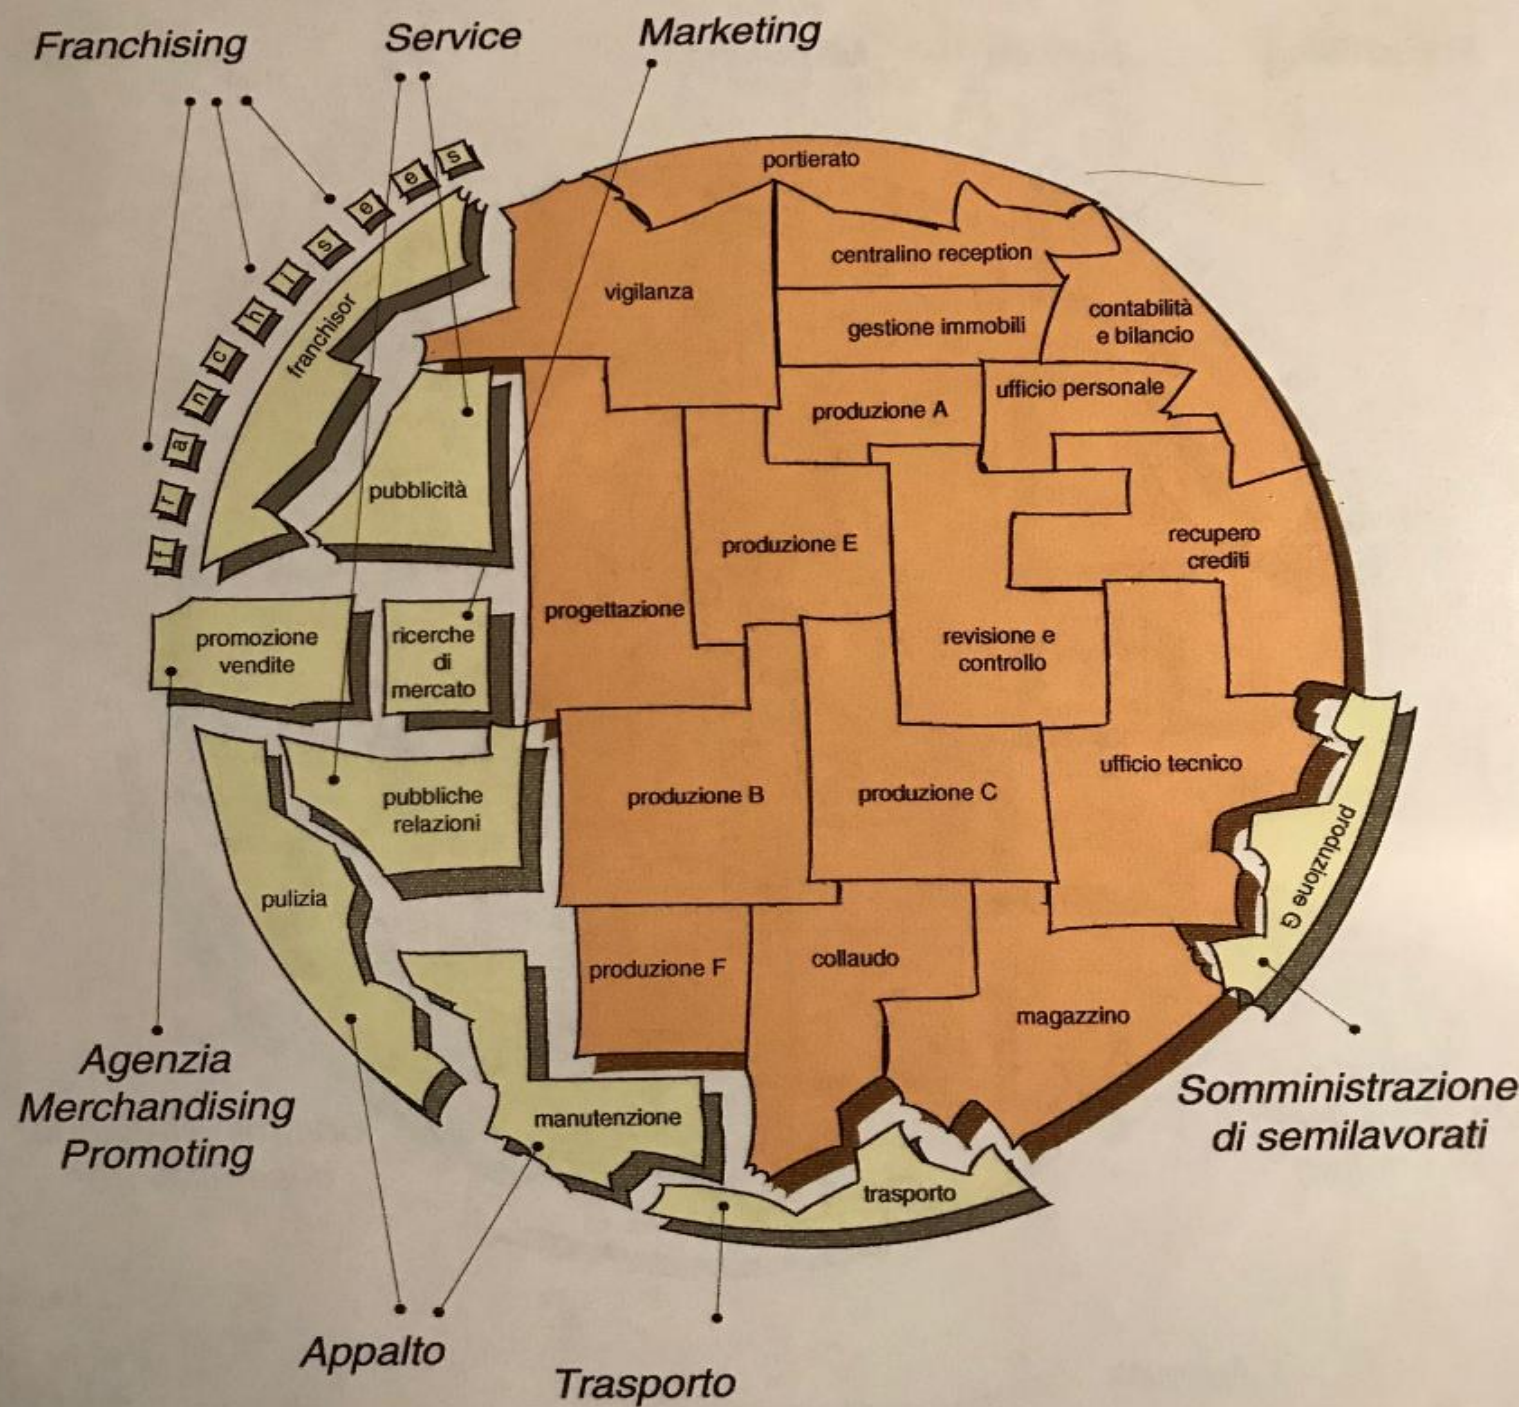 Franchising
Service
Marketing
franchisees
franchisor
portierato
vigilanza
centralino reception
gestione immobili
contabilità
e bilancio
produzione A
ufficio personale
pubblicità
produzione E
recupero
crediti
progettazione
revisione e
controllo
promozione
vendite
ricerche
di
mercato
pubbliche
relazioni
produzione B
produzione C
ufficio tecnico
produzione G
pulizia
produzione F
collaudo
magazzino
manutenzione
trasporto
Agenzia
Merchandising
Promoting
Somministrazione
di semilavorati
Appalto
Trasporto